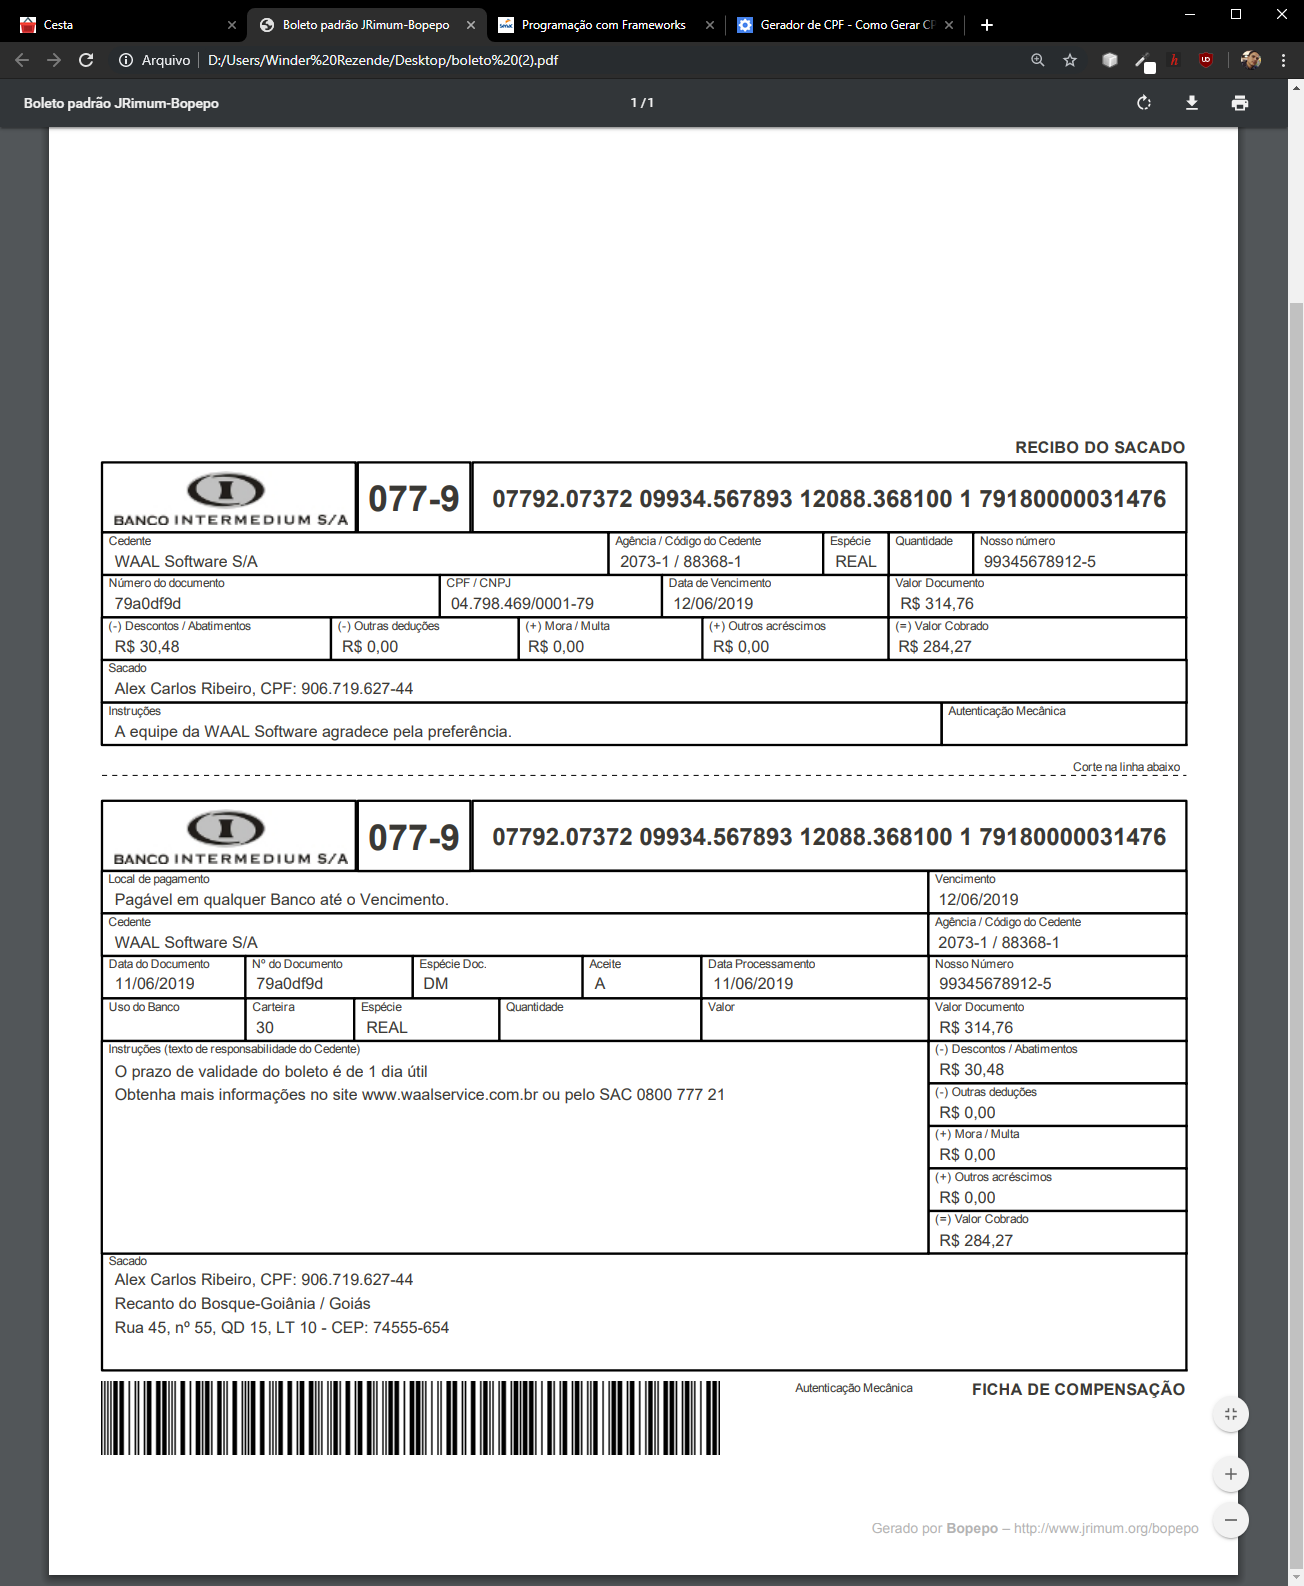 Cesta
Boleto padrão JRimum-Bopepo
Programação com Frameworks
Gerador de CPF - Como Gerar CP
Arquivo
D:/Users/Winder%20Rezende/Desktop/boleto%20(2).pdf
Boleto padrão JRimum-Bopepo
1 / 1
RECIBO DO SACADO
BANCO INTERMEDIUM S/A
077-9
07792.07372 09934.567893 12088.368100 1 79180000031476
Cedente
WAAL Software S/A
Agência / Código do Cedente
2073-1 / 88368-1
Espécie
REAL
Quantidade
Nosso número
99345678912-5
Número do documento
79a0df9d
CPF / CNPJ
04.798.469/0001-79
Data de Vencimento
12/06/2019
Valor Documento
R$ 314,76
(-) Descontos / Abatimentos
R$ 30,48
(-) Outras deduções
R$ 0,00
(+) Mora / Multa
R$ 0,00
(+) Outros acréscimos
R$ 0,00
(=) Valor Cobrado
R$ 284,27
Sacado
Alex Carlos Ribeiro, CPF: 906.719.627-44
Instruções
A equipe da WAAL Software agradece pela preferência.
Autenticação Mecânica
Corte na linha abaixo
BANCO INTERMEDIUM S/A
077-9
07792.07372 09934.567893 12088.368100 1 79180000031476
Local de pagamento
Pagável em qualquer Banco até o Vencimento.
Vencimento
12/06/2019
Cedente
WAAL Software S/A
Agência / Código do Cedente
2073-1 / 88368-1
Data do Documento
11/06/2019
Nº do Documento
79a0df9d
Espécie Doc.
DM
Aceite
A
Data Processamento
11/06/2019
Nosso Número
99345678912-5
Uso do Banco
Carteira
30
Espécie
REAL
Quantidade
Valor
Valor Documento
R$ 314,76
Instruções (texto de responsabilidade do Cedente)
O prazo de validade do boleto é de 1 dia útil
Obtenha mais informações no site www.waalservice.com.br ou pelo SAC 0800 777 21
(-) Descontos / Abatimentos
R$ 30,48
(-) Outras deduções
R$ 0,00
(+) Mora / Multa
R$ 0,00
(+) Outros acréscimos
R$ 0,00
(=) Valor Cobrado
R$ 284,27
Sacado
Alex Carlos Ribeiro, CPF: 906.719.627-44
Recanto do Bosque-Goiânia / Goiás
Rua 45, nº 55, QD 15, LT 10 - CEP: 74555-654
Autenticação Mecânica
FICHA DE COMPENSAÇÃO
Gerado por Bopepo – http://www.jrimum.org/bopepo